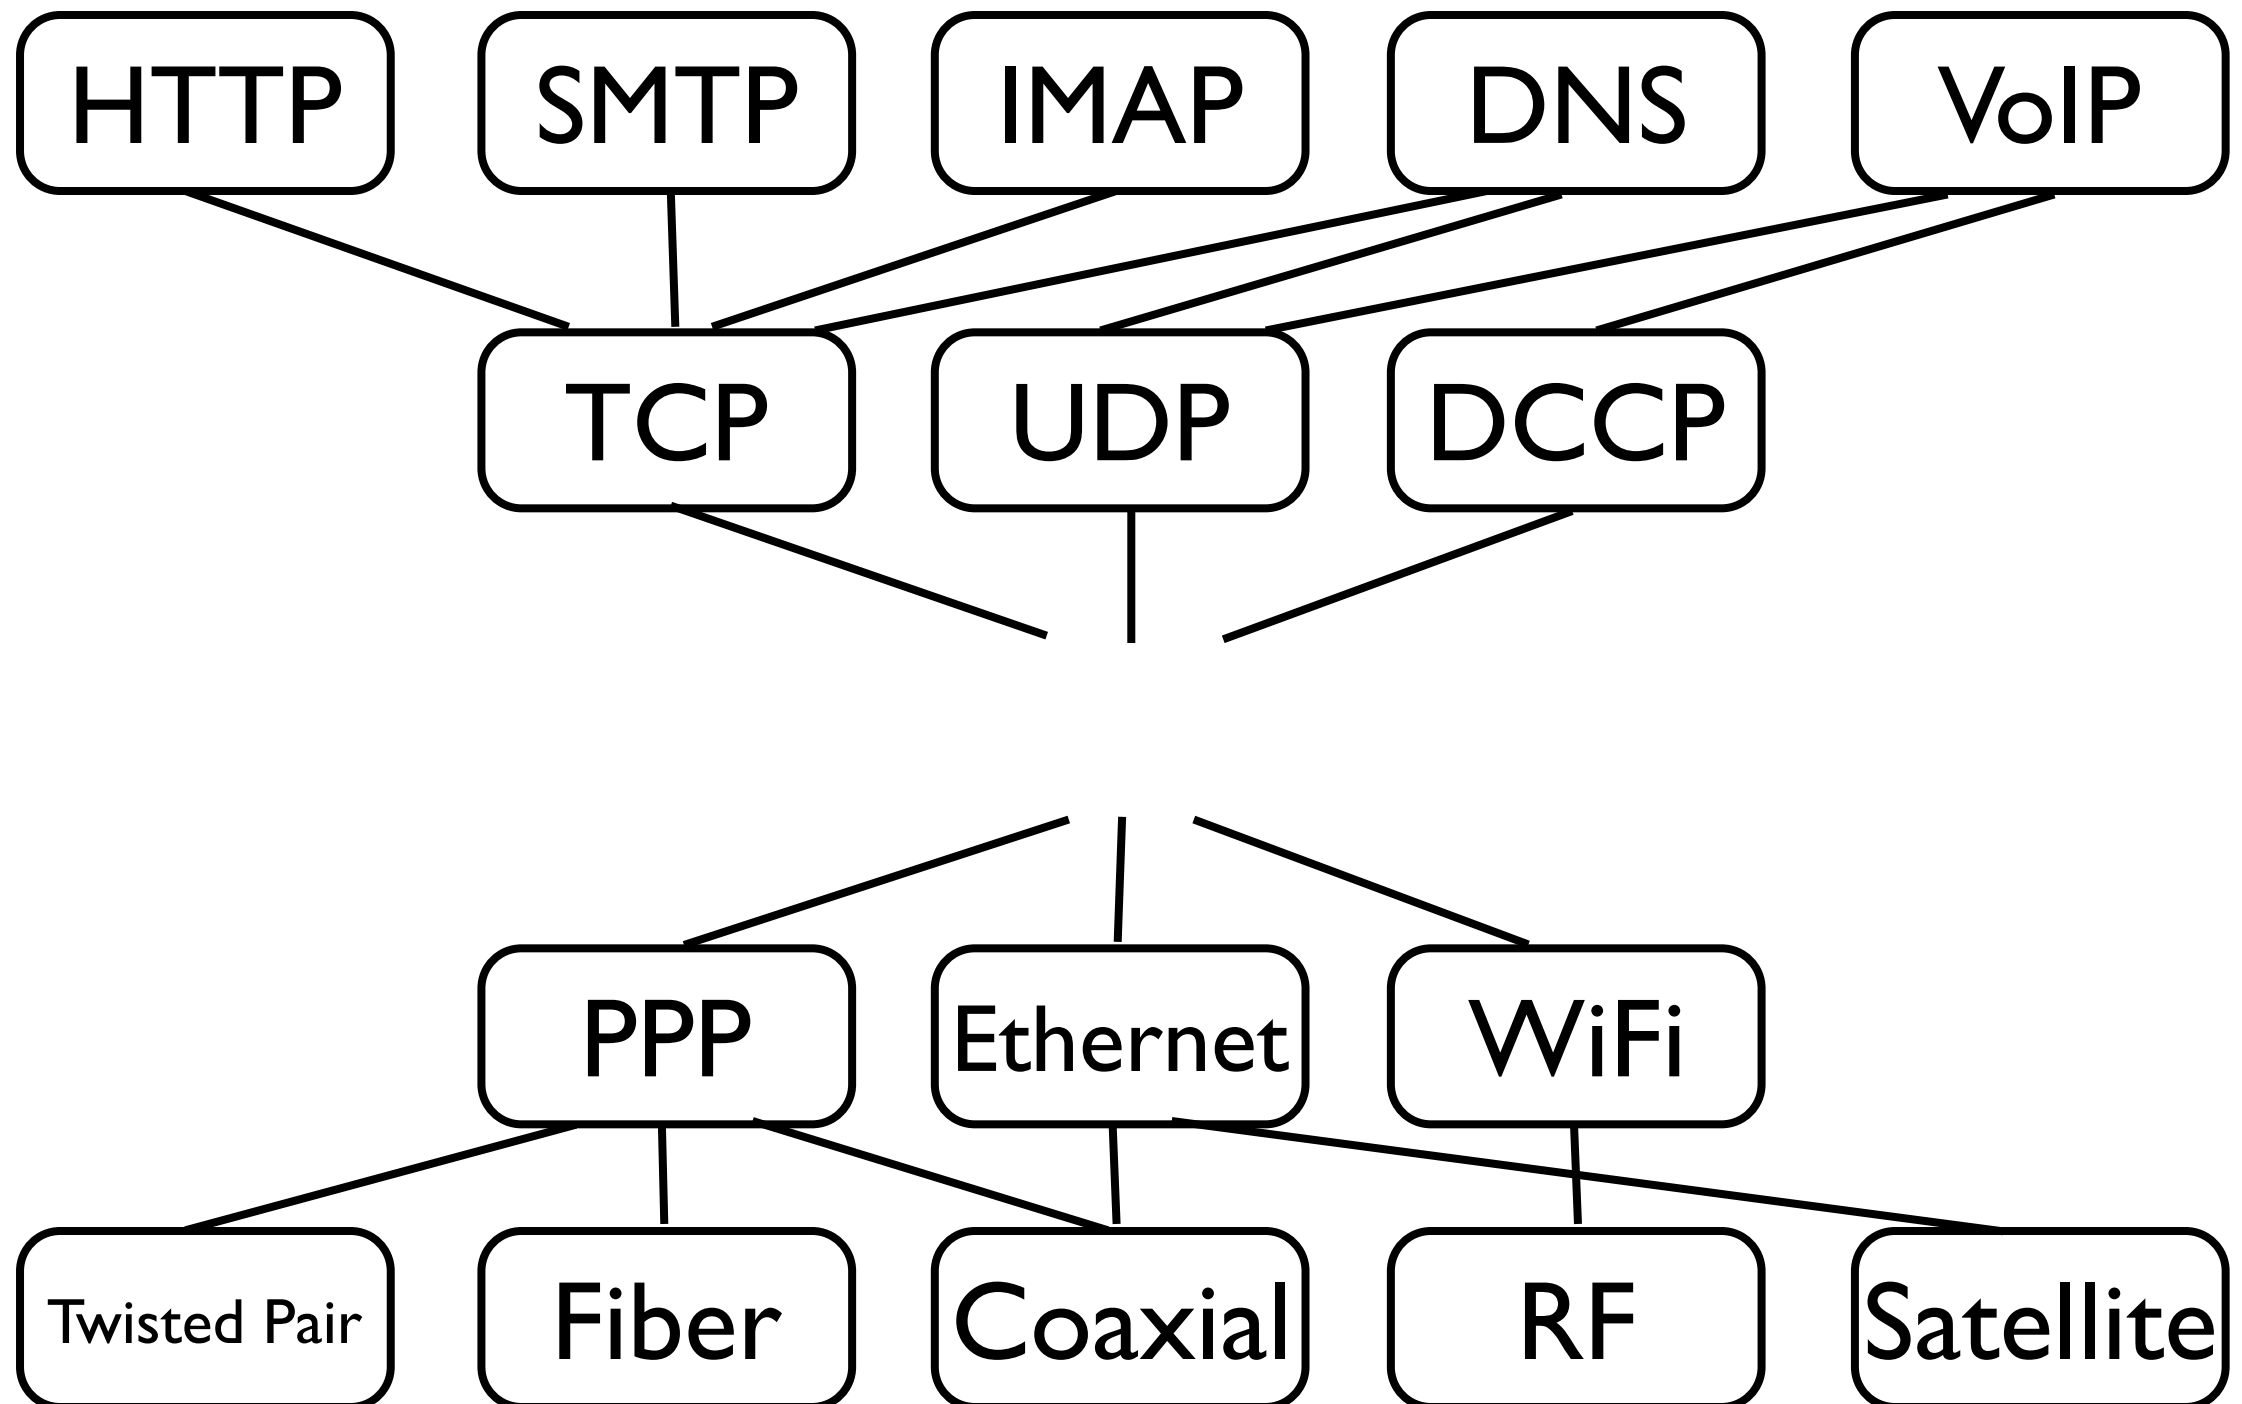 HTTP
SMTP
IMAP
DNS
VoIP
TCP
UDP
DCCP
PPP
Ethernet
WiFi
Twisted Pair
Fiber
Coaxial
RF
Satellite